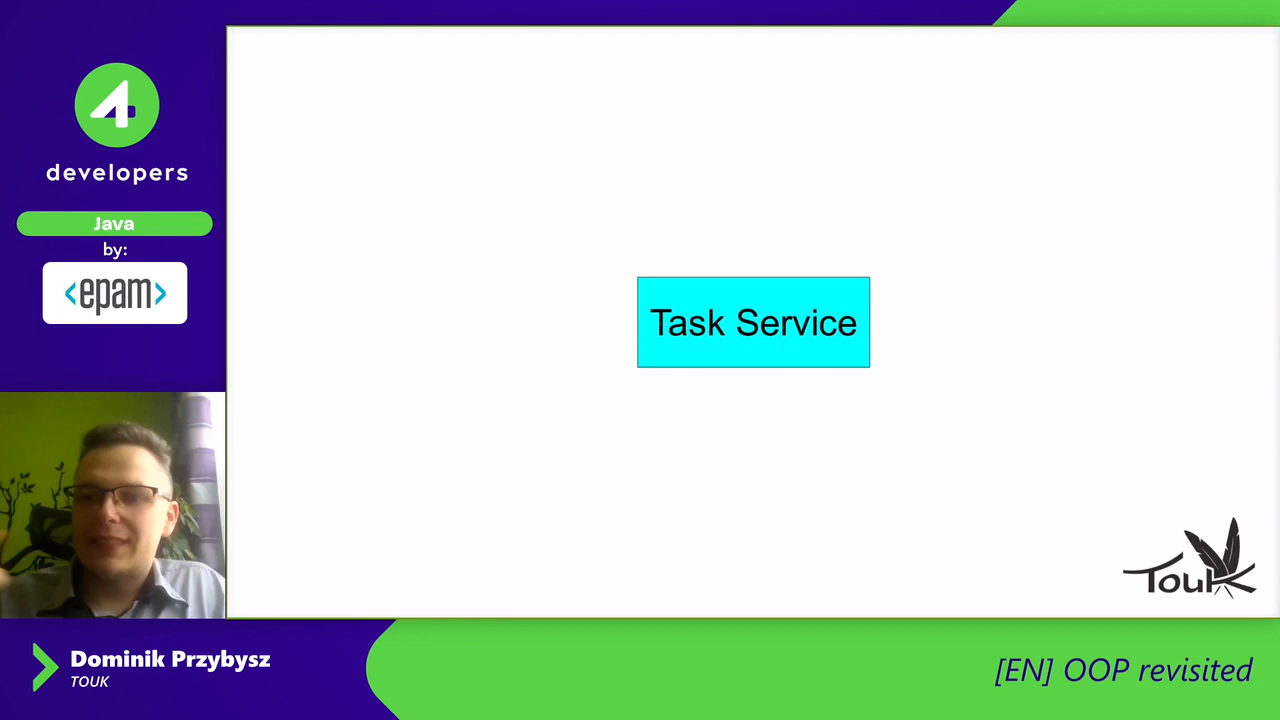 4
developers
Java
by:
<epam>
Task Service
Touk
Dominik Przybysz
TOUK
[EN] OOP revisited